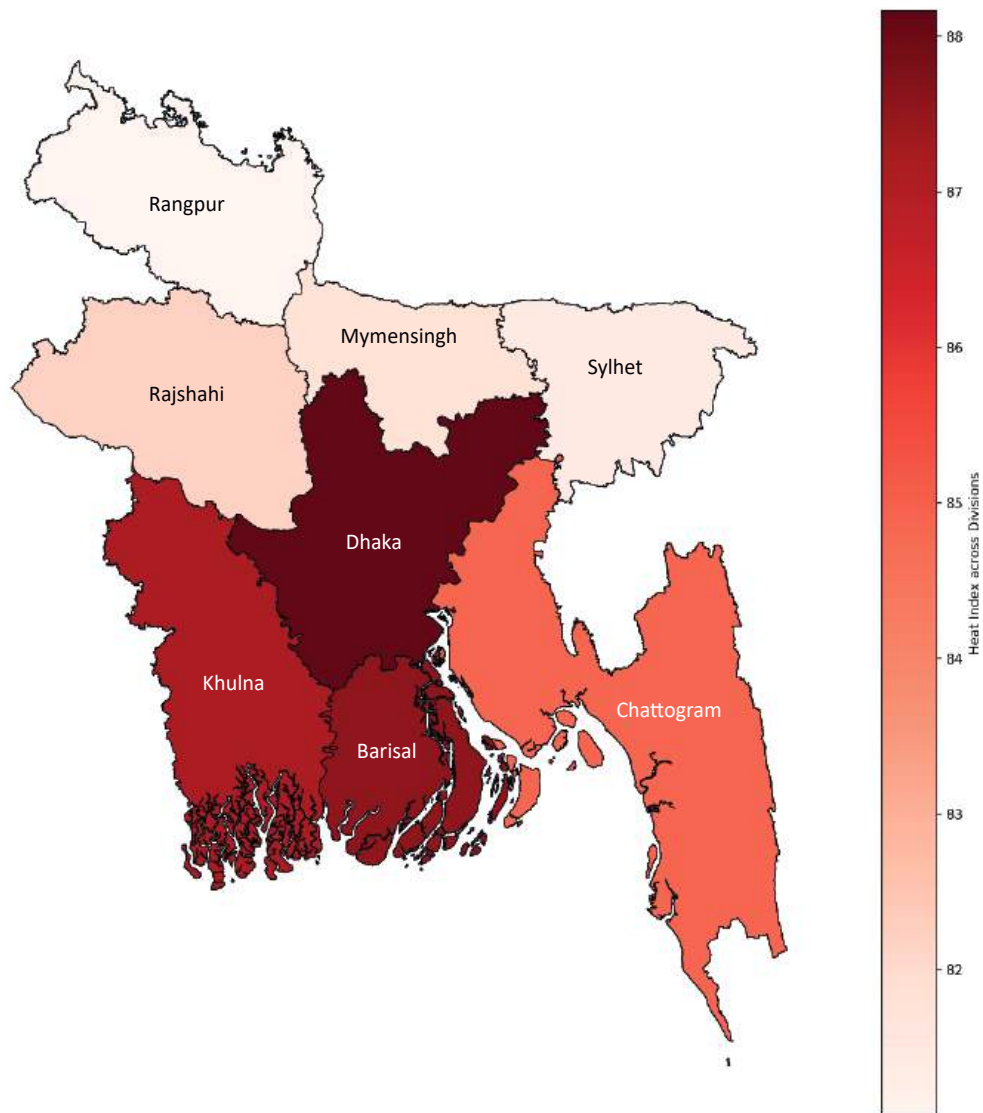 88
Rangpur
87
Mymensingh
Sylhet
86
Rajshahi
85
Dhaka
Heat Index across Divisions
84
Khulna
Chattogram
Barisal
83
82